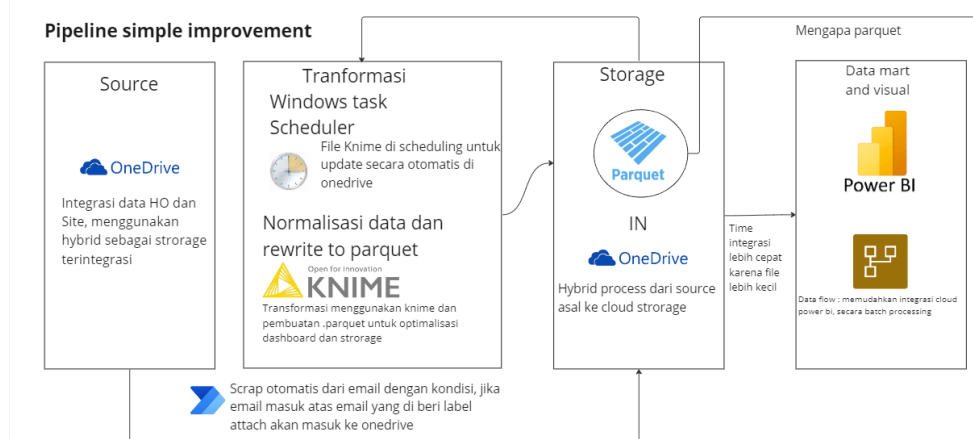 Pipeline simple improvement
Mengapa parquet
Source
OneDrive
Integrasi data HO dan
Site, menggunakan
hybrid sebagai strorage
terintegrasi
Tranformasi
Windows task
Scheduler
File Knime di scheduling untuk
update secara otomatis di
onedrive
Normalisasi data dan
rewrite to parquet
Open for Innovation
KNIME
Transformasi menggunakan knime dan
pembuatan .parquet untuk optimalisasi
dashboard dan strorage
Storage
Parquet
IN
OneDrive
Hybrid process dari source
asal ke cloud strorage
Time
integrasi
lebih cepat
karena file
lebih kecil
Data mart
and visual
Power BI
Data flow : memudahkan integrasi cloud
power bi, secara batch processing
Scrap otomatis dari email dengan kondisi, jika
email masuk atas email yang di beri label
attach akan masuk ke onedrive